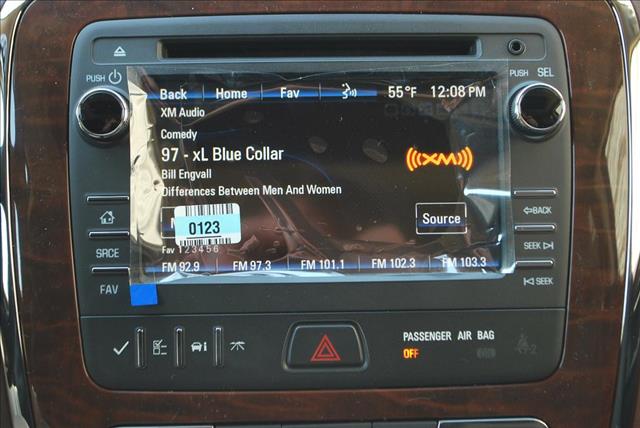 PUSH
PUSH SEL
Back Home Fav 55°F 12:08 PM
XM Audio
Comedy
97 - xL Blue Collar
((XM))
Bill Engvall
Differences Between Men And Women
0123
Source
Fav 1 2 3 4 5 6
FM 92.9 FM 97.3 FM 101.1 FM 102.3 FM 103.3
SRCE
FAV
BACK
SEEK
SEEK
PASSENGER AIR BAG
OFF